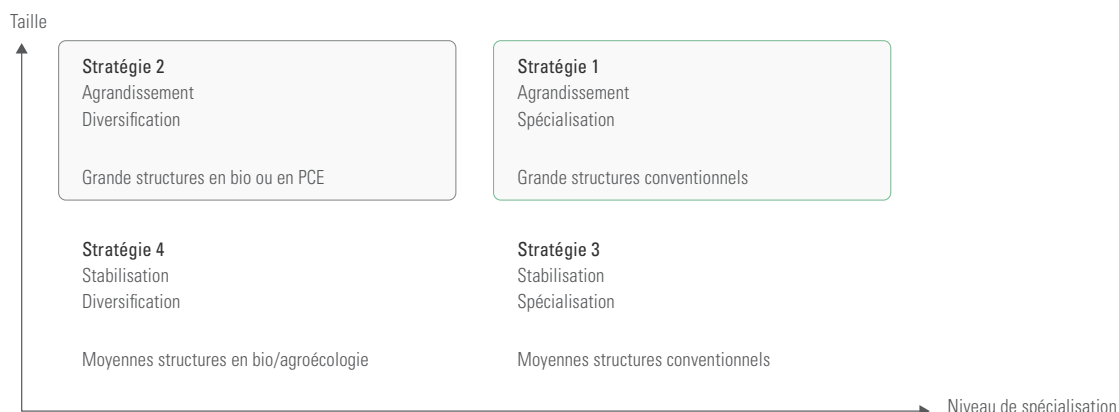 Taille
Stratégie 2
Agrandissement
Diversification
Grande structures en bio ou en PCE
Stratégie 1
Agrandissement
Spécialisation
Grande structures conventionnels
Stratégie 4
Stabilisation
Diversification
Moyennes structures en bio/agroécologie
Stratégie 3
Stabilisation
Spécialisation
Moyennes structures conventionnels
Niveau de spécialisation